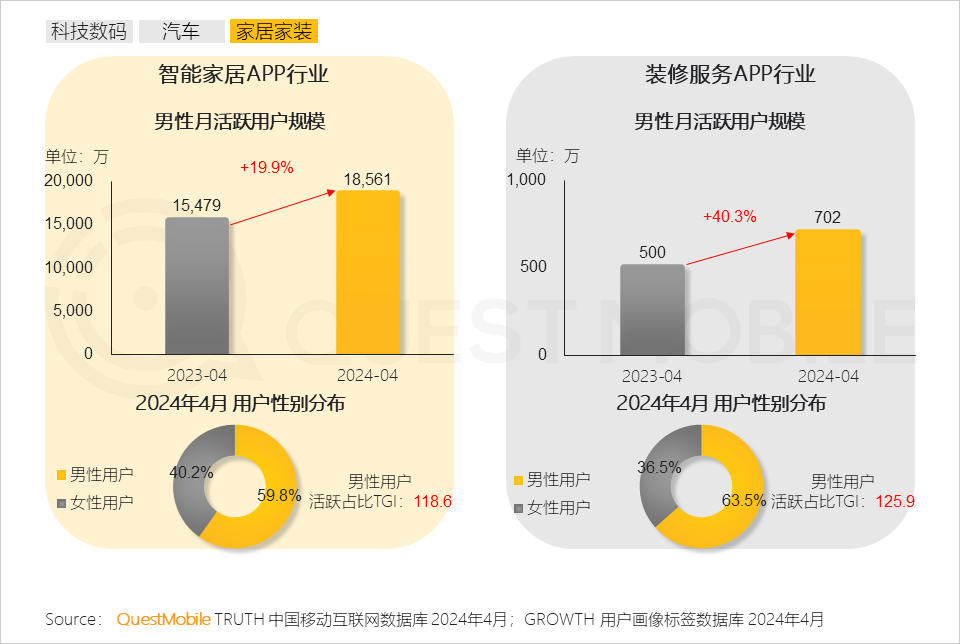 科技数码 汽车 家居家装
智能家居APP行业
男性月活跃用户规模
单位：万
20,000
15,000
10,000
5,000
0
15,479
+19.9%
18,561
2023-04 2024-04
2024年4月 用户性别分布
男性用户
女性用户
40.2%
59.8%
男性用户
活跃占比TGI：118.6
装修服务APP行业
男性月活跃用户规模
单位：万
1,000
500
0
500
+40.3%
702
2023-04 2024-04
2024年4月 用户性别分布
男性用户
女性用户
36.5%
63.5%
男性用户
活跃占比TGI：125.9
QUEST MOBILE
Source： QuestMobile TRUTH 中国移动互联网数据库 2024年4月；GROWTH 用户画像标签数据库 2024年4月